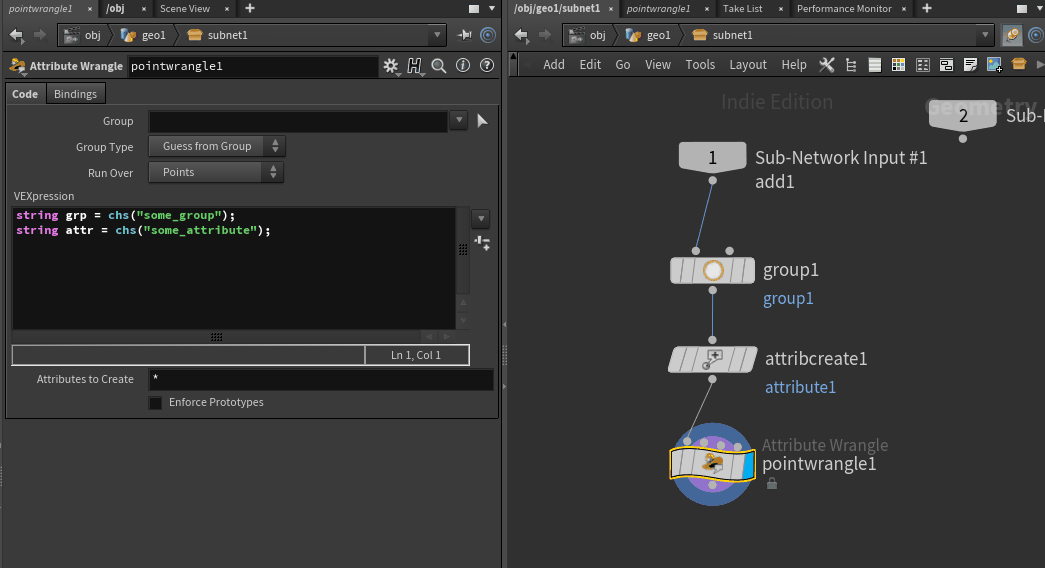 pointwrangle1 × /obj × Scene View × +
obj geo1 subnet1
Attribute Wrangle pointwrangle1
Code Bindings
Group
Group Type Guess from Group
Run Over Points
VEXpression
string grp = chs("some_group");
string attr = chs("some_attribute");
Ln 1, Col 1
Attributes to Create *
Enforce Prototypes
/obj/geo1/subnet1 × pointwrangle1 × Take List × Performance Monitor × +
obj geo1 subnet1
Add Edit Go View Tools Layout Help
Indie Edition
Geometry
2 Sub-
1 Sub-Network Input #1
add1
group1
group1
attribcreate1
attribute1
Attribute Wrangle
pointwrangle1